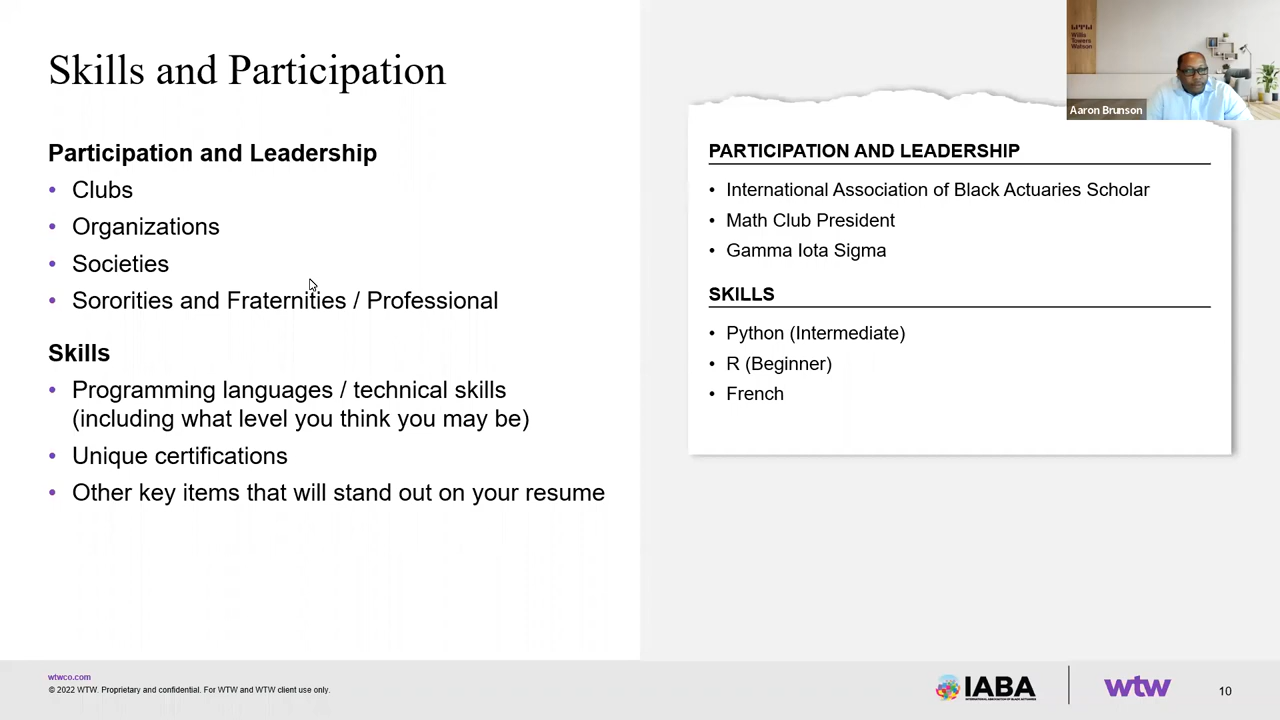 Skills and Participation
Participation and Leadership
• Clubs
• Organizations
• Societies
• Sororities and Fraternities / Professional
Skills
• Programming languages / technical skills
(including what level you think you may be)
• Unique certifications
• Other key items that will stand out on your resume
PARTICIPATION AND LEADERSHIP
• International Association of Black Actuaries Scholar
• Math Club President
• Gamma Iota Sigma
SKILLS
• Python (Intermediate)
• R (Beginner)
• French
Willis
Towers
Watson
Aaron Brunson
wtwco.com
© 2022 WTW. Proprietary and confidential. For WTW and WTW client use only.
IABA
INTERNATIONAL ASSOCIATION OF BLACK ACTUARIES
wtw
10